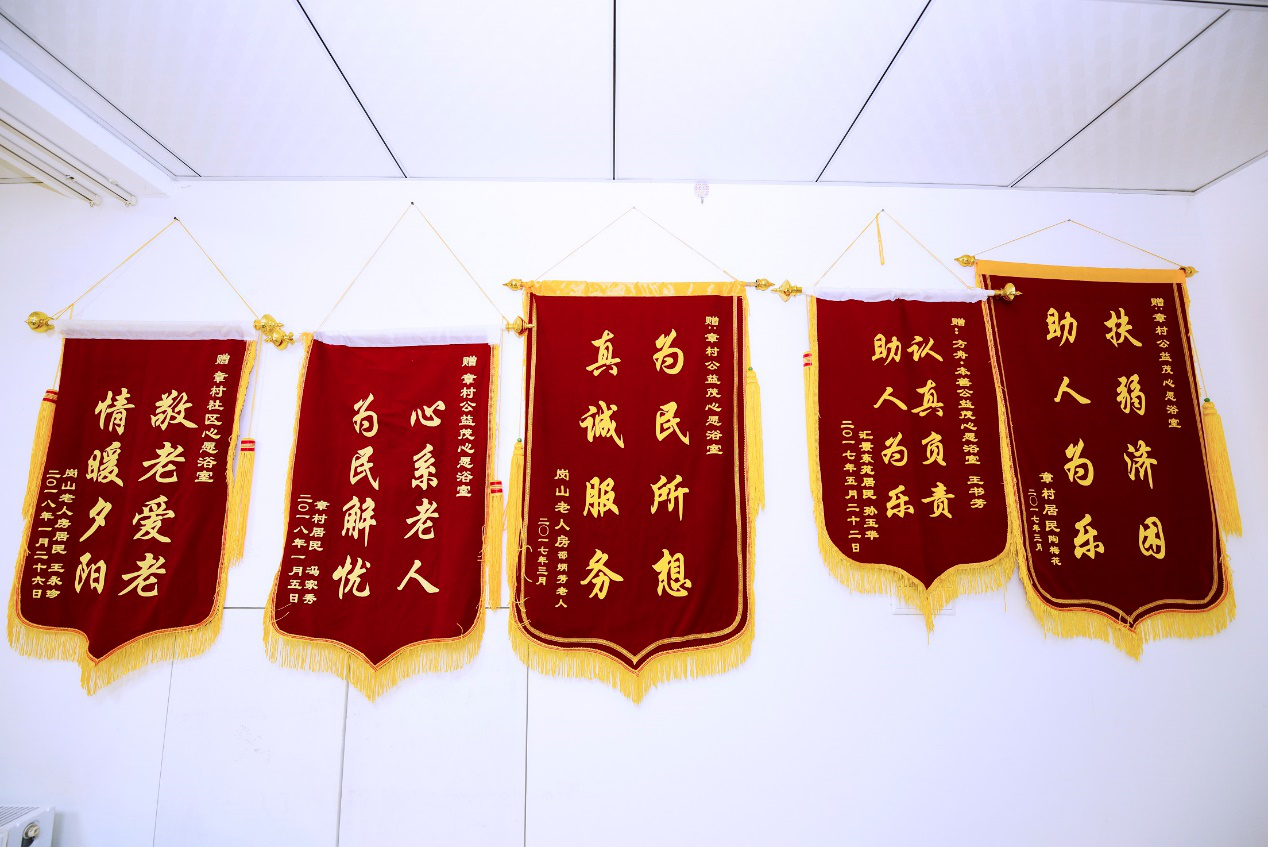 赠 章村社区心愿浴室
敬老爱老
情暖夕阳
岗山老人房居民 王永珍
二〇一八年一月二十六日
赠 章村公益茂心愿浴室
心系老人
为民解忧
章村居民 冯家秀
二〇一八年一月五日
赠：章村公益茂心愿浴室
为民所想
真诚服务
岗山老人房 邵炳芳老人
二〇一七年三月
赠：方舟·本善公益茂心愿浴室 王书芳
认真负责
助人为乐
汇景家苑居民 孙玉华
二〇一七年五月二十二日
赠：章村公益茂心愿浴室
扶弱济困
助人为乐
章村居民 陶梅花
二〇一七年三月